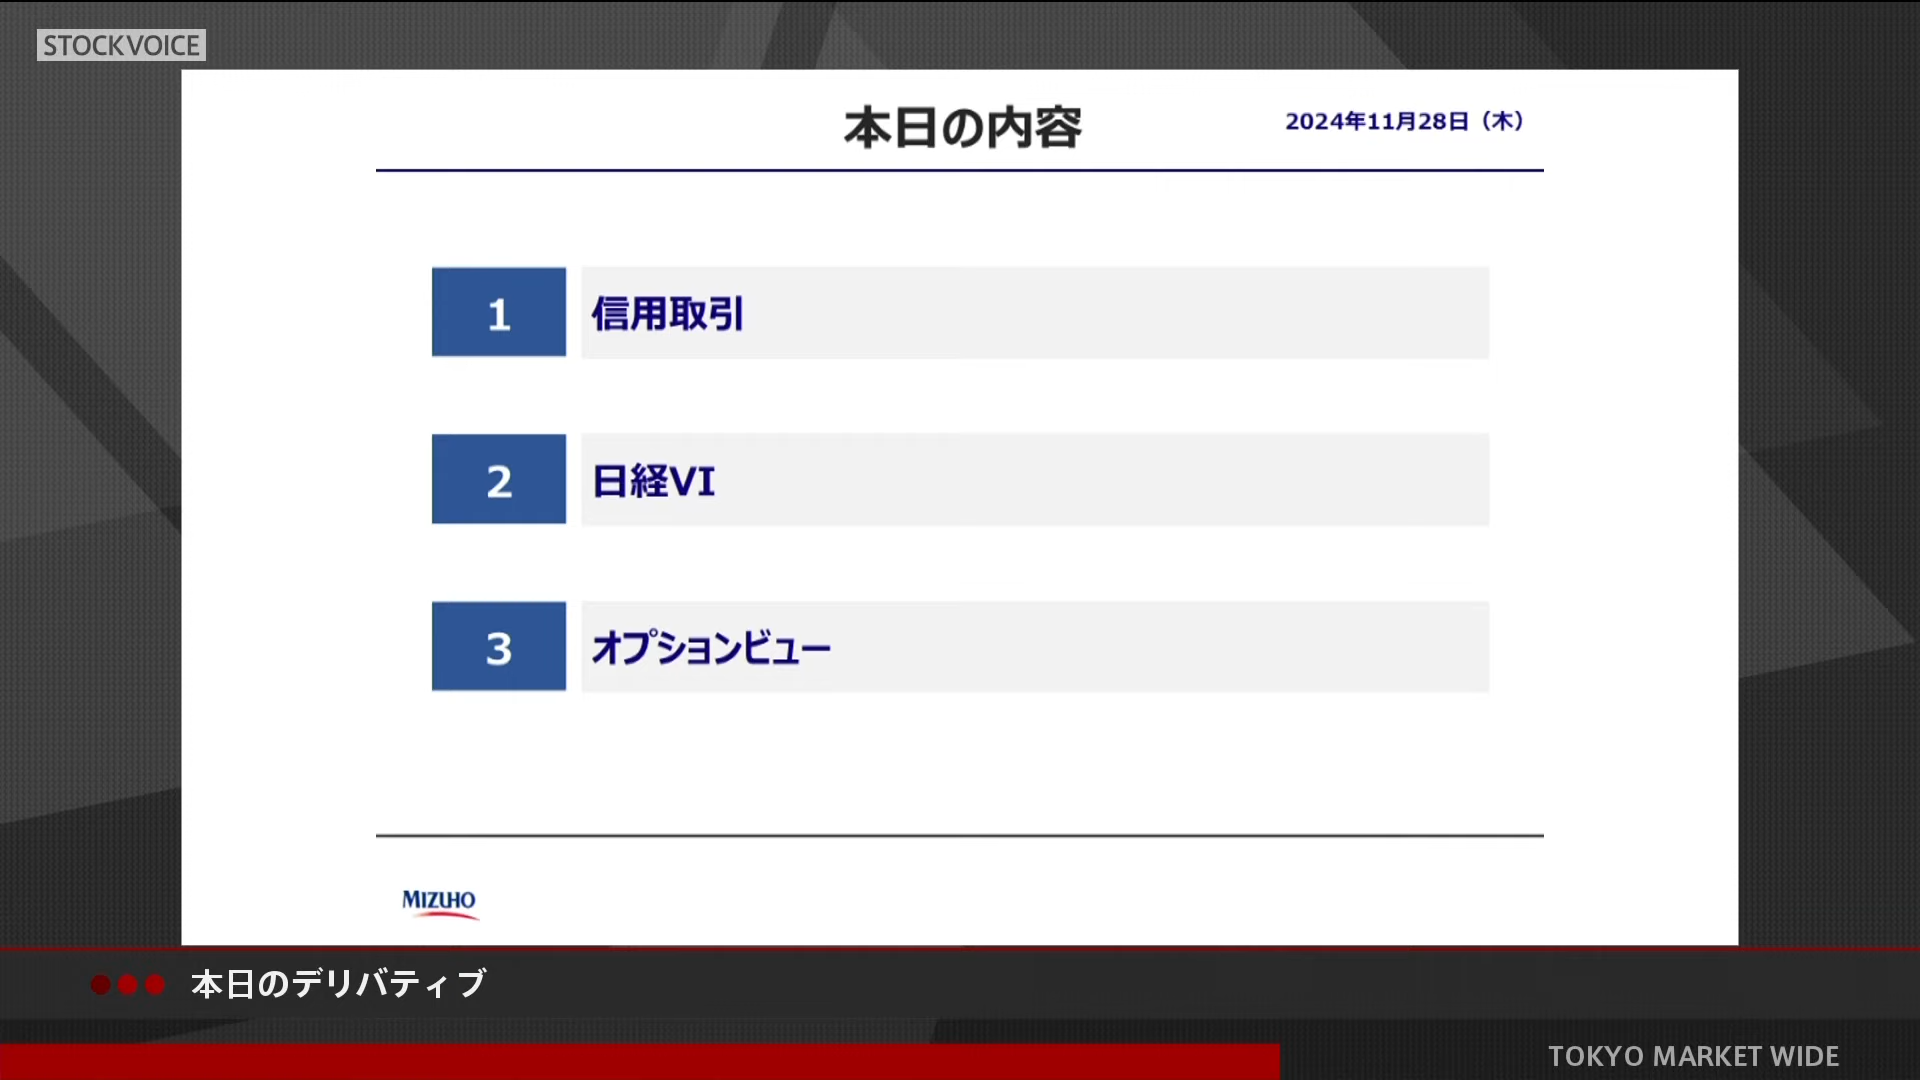 STOCKVOICE
本日の内容
2024年11月28日（木）
1 信用取引
2 日経VI
3 オプションビュー
MIZUHO
本日のデリバティブ
TOKYO MARKET WIDE